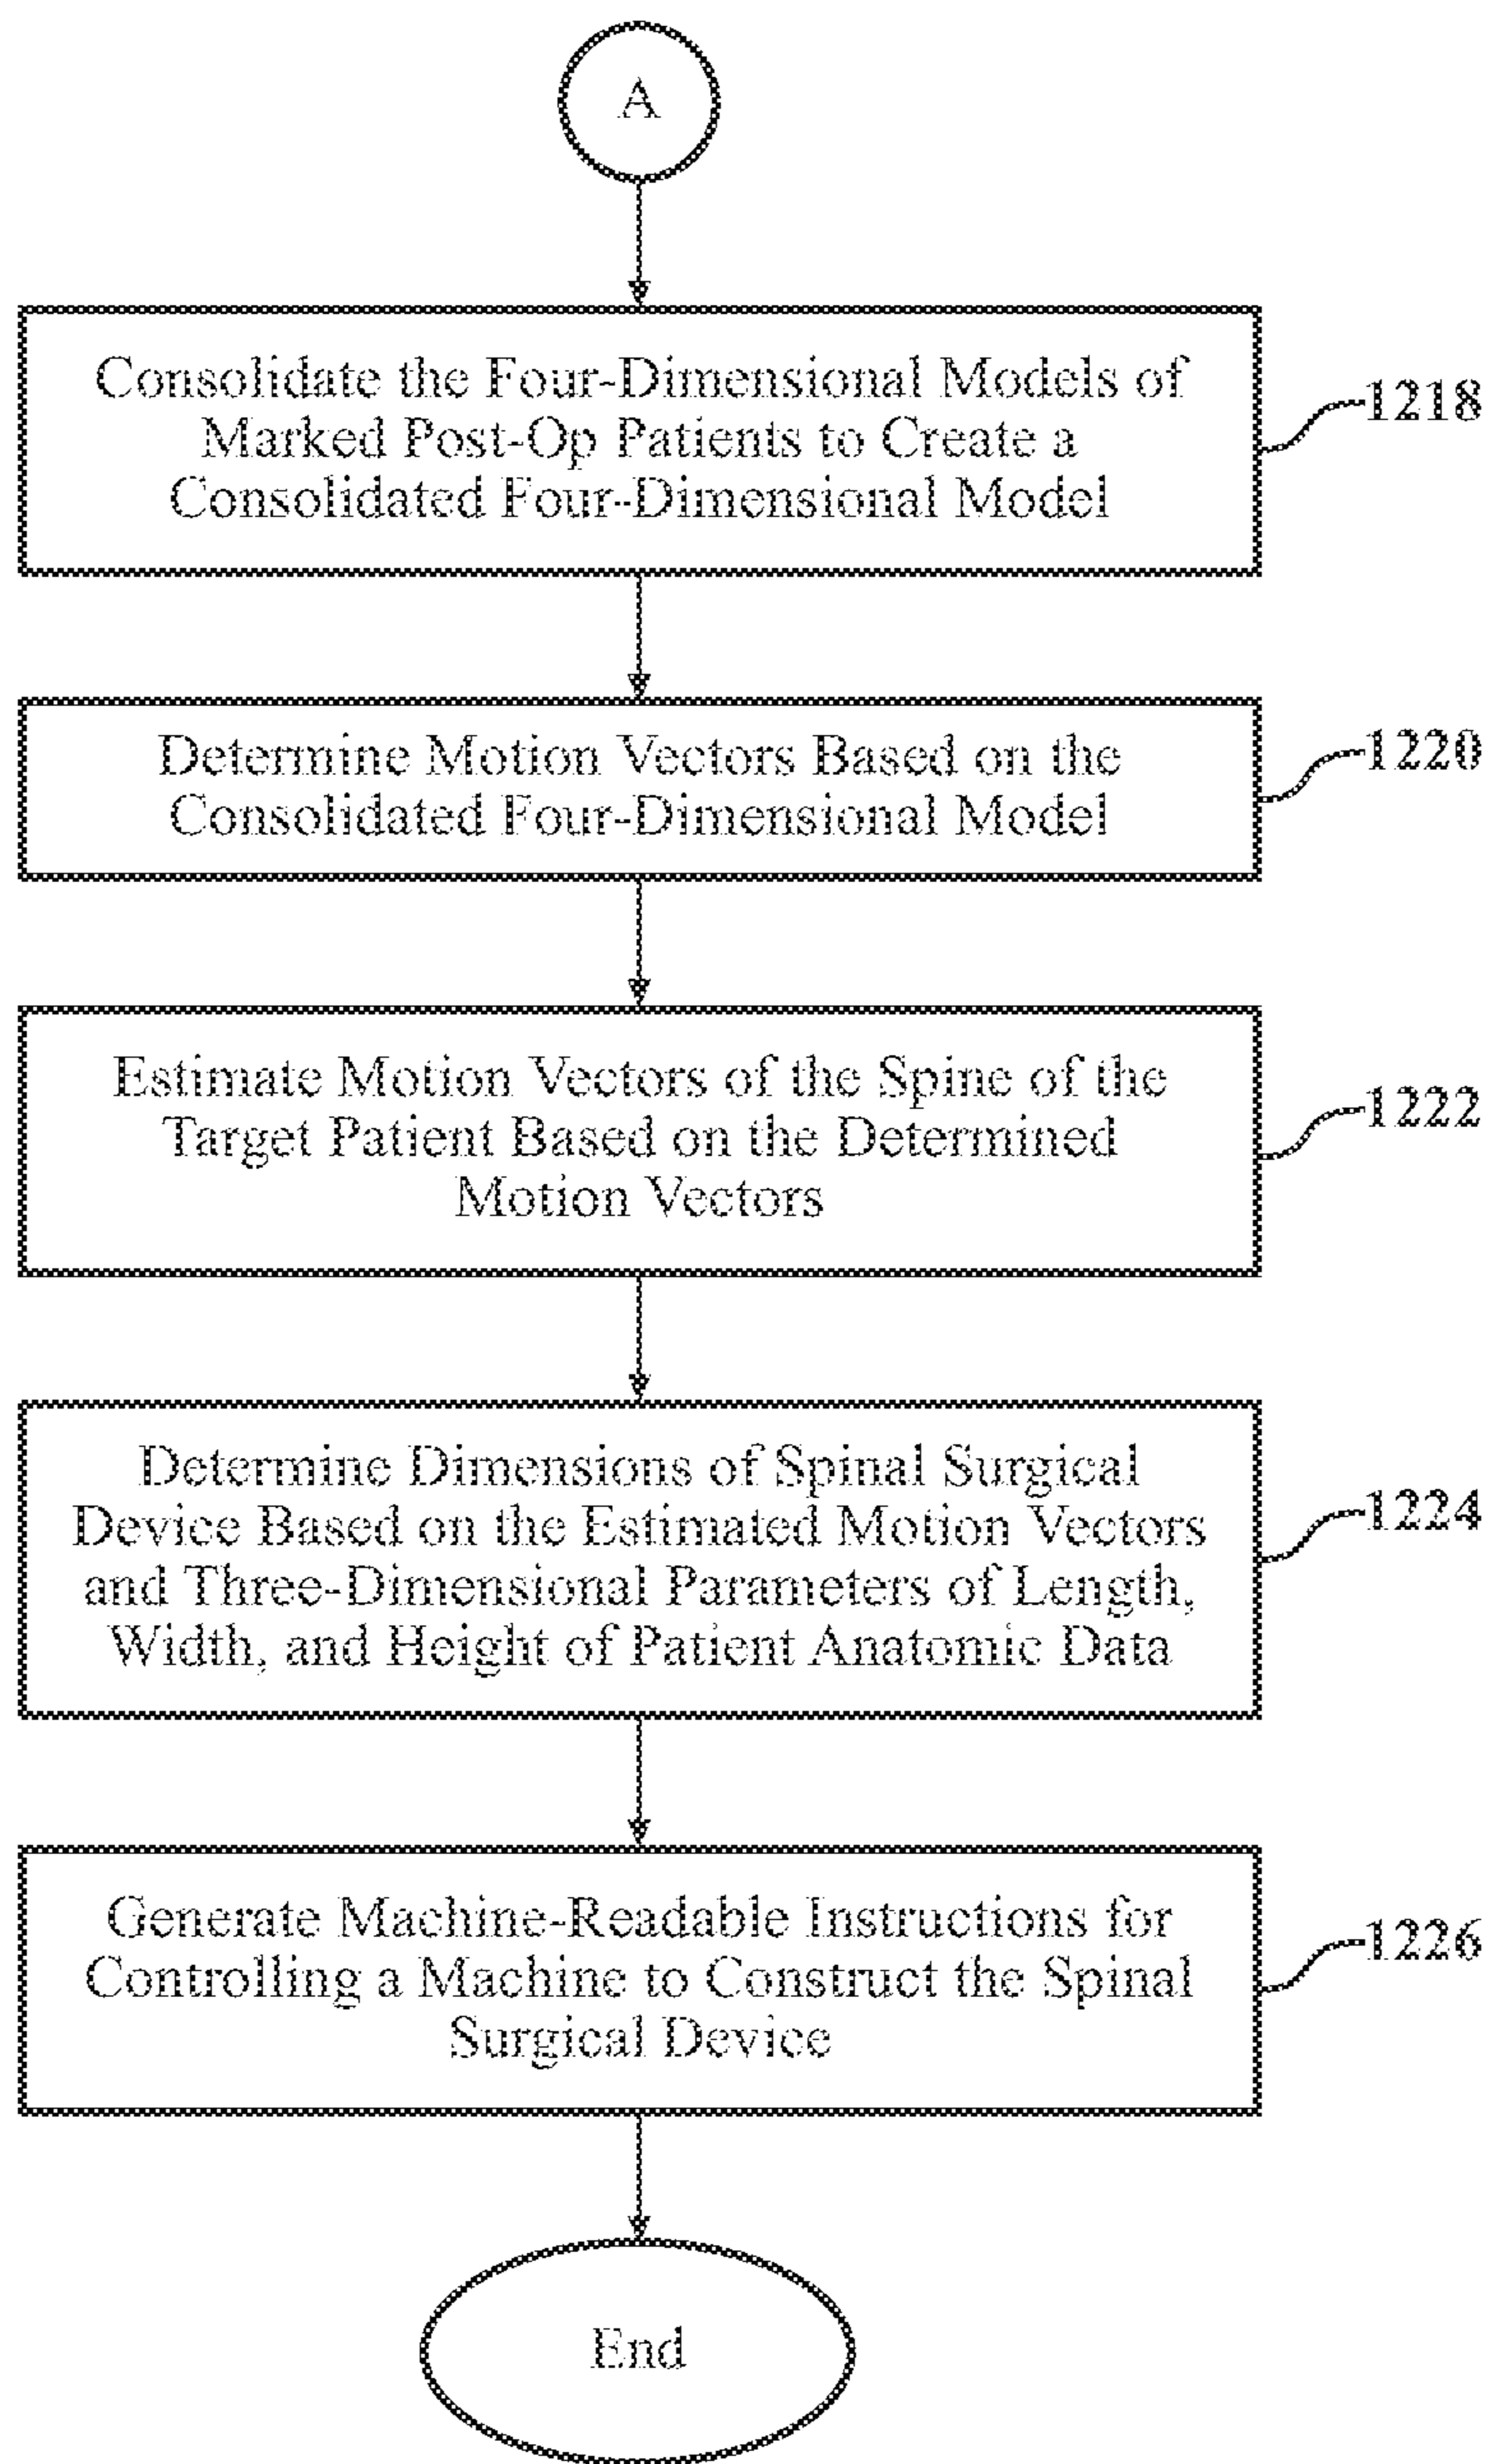 A
Consolidate the Four-Dimensional Models of
Marked Post-Op Patients to Create a
Consolidated Four-Dimensional Model
1218
Determine Motion Vectors Based on the
Consolidated Four-Dimensional Model
1220
Estimate Motion Vectors of the Spine of the
Target Patient Based on the Determined
Motion Vectors
1222
Determine Dimensions of Spinal Surgical
Device Based on the Estimated Motion Vectors
and Three-Dimensional Parameters of Length,
Width, and Height of Patient Anatomic Data
1224
Generate Machine-Readable Instructions for
Controlling a Machine to Construct the Spinal
Surgical Device
1226
End